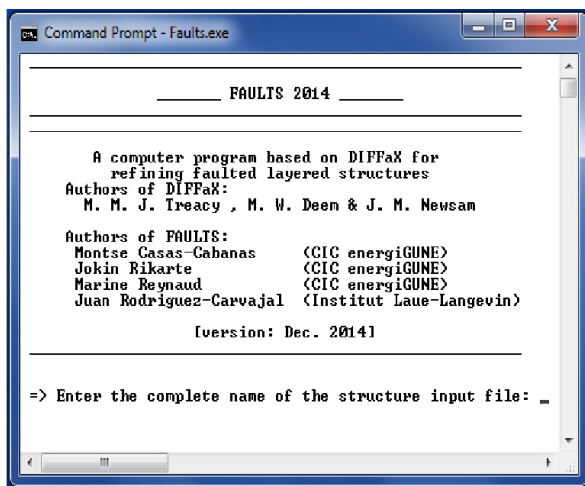 Command Prompt - Faults.exe
FAULTS 2014
A computer program based on DIFFaX for
refining faulted layered structures
Authors of DIFFaX:
M. M. J. Treacy , M. W. Deem & J. M. Newsam
Authors of FAULTS:
Montse Casas-Cabanas (CIC energiGUNE)
Jokin Rikarte (CIC energiGUNE)
Marine Reynaud (CIC energiGUNE)
Juan Rodriguez-Carvajal (Institut Laue-Langevin)
[version: Dec. 2014]
=> Enter the complete name of the structure input file: _